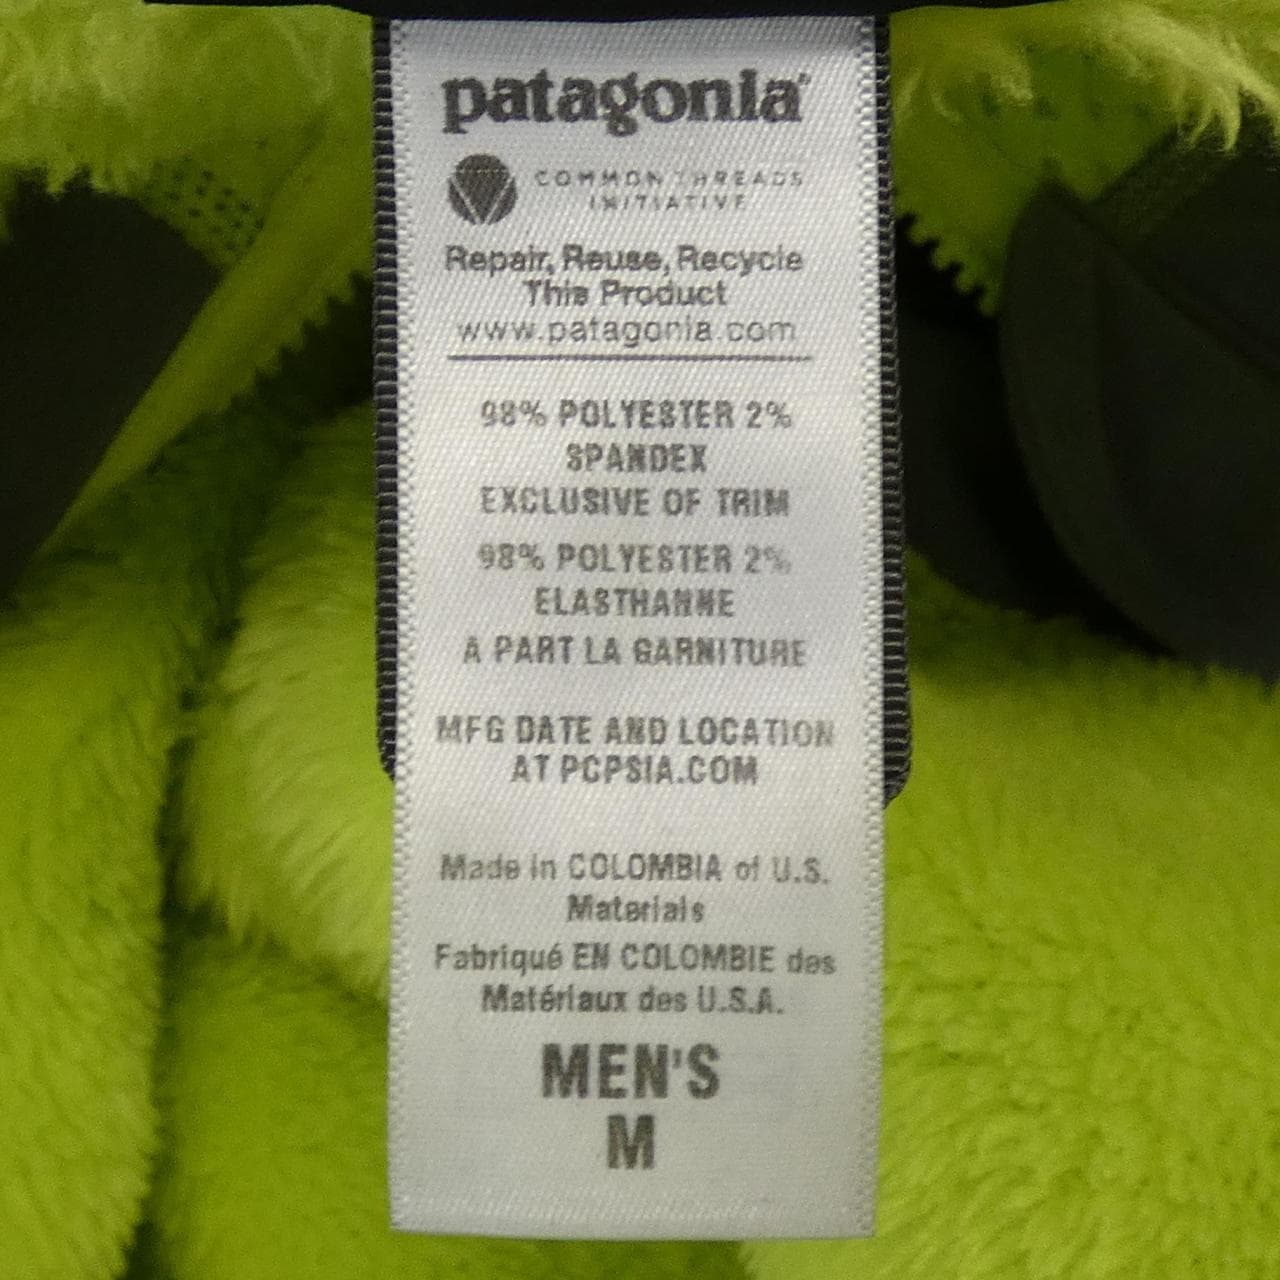 patagonia®
COMMON THREADS
INITIATIVE
Repair, Reuse, Recycle
This Product
www.patagonia.com
98% POLYESTER 2%
SPANDEX
EXCLUSIVE OF TRIM
98% POLYESTER 2%
ELASTHANNE
A PART LA GARNITURE
MFG DATE AND LOCATION
AT PCPSIA.COM
Made in COLOMBIA of U.S.
Materials
Fabriqué EN COLOMBIE des
Matériaux des U.S.A.
MEN'S
M